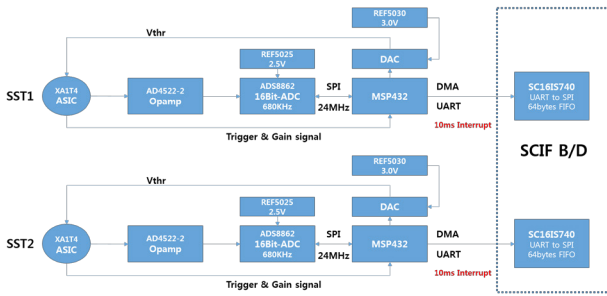 REF5030
3.0V
Vthr
REF5025
2.5V
DAC
SST1
XA1T4
ASIC
AD4522-2
Opamp
ADS8862
16Bit-ADC
680KHz
SPI
24MHz
MSP432
DMA
UART
10ms Interrupt
Trigger & Gain signal
SC16IS740
UART to SPI
64bytes FIFO
SCIF B/D
REF5030
3.0V
Vthr
REF5025
2.5V
DAC
SST2
XA1T4
ASIC
AD4522-2
Opamp
ADS8862
16Bit-ADC
680KHz
SPI
24MHz
MSP432
DMA
UART
10ms Interrupt
Trigger & Gain signal
SC16IS740
UART to SPI
64bytes FIFO